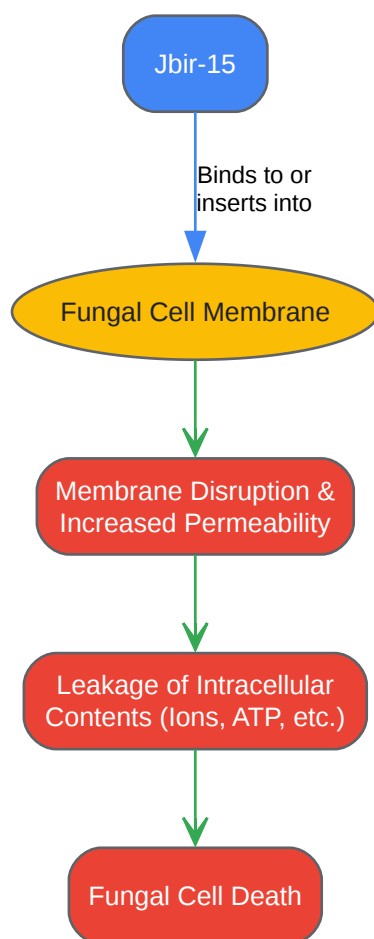 Jbir-15
Binds to or
inserts into
Fungal Cell Membrane
Membrane Disruption &
Increased Permeability
Leakage of Intracellular
Contents (Ions, ATP, etc.)
Fungal Cell Death